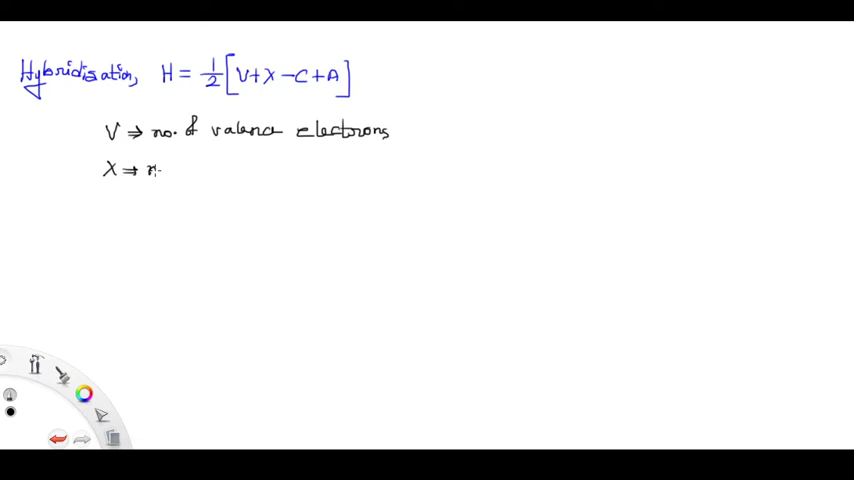 Hybridisation, H = 1/2 [V+X-C+A]
V ⇒ no. of valence electrons
X ⇒ n